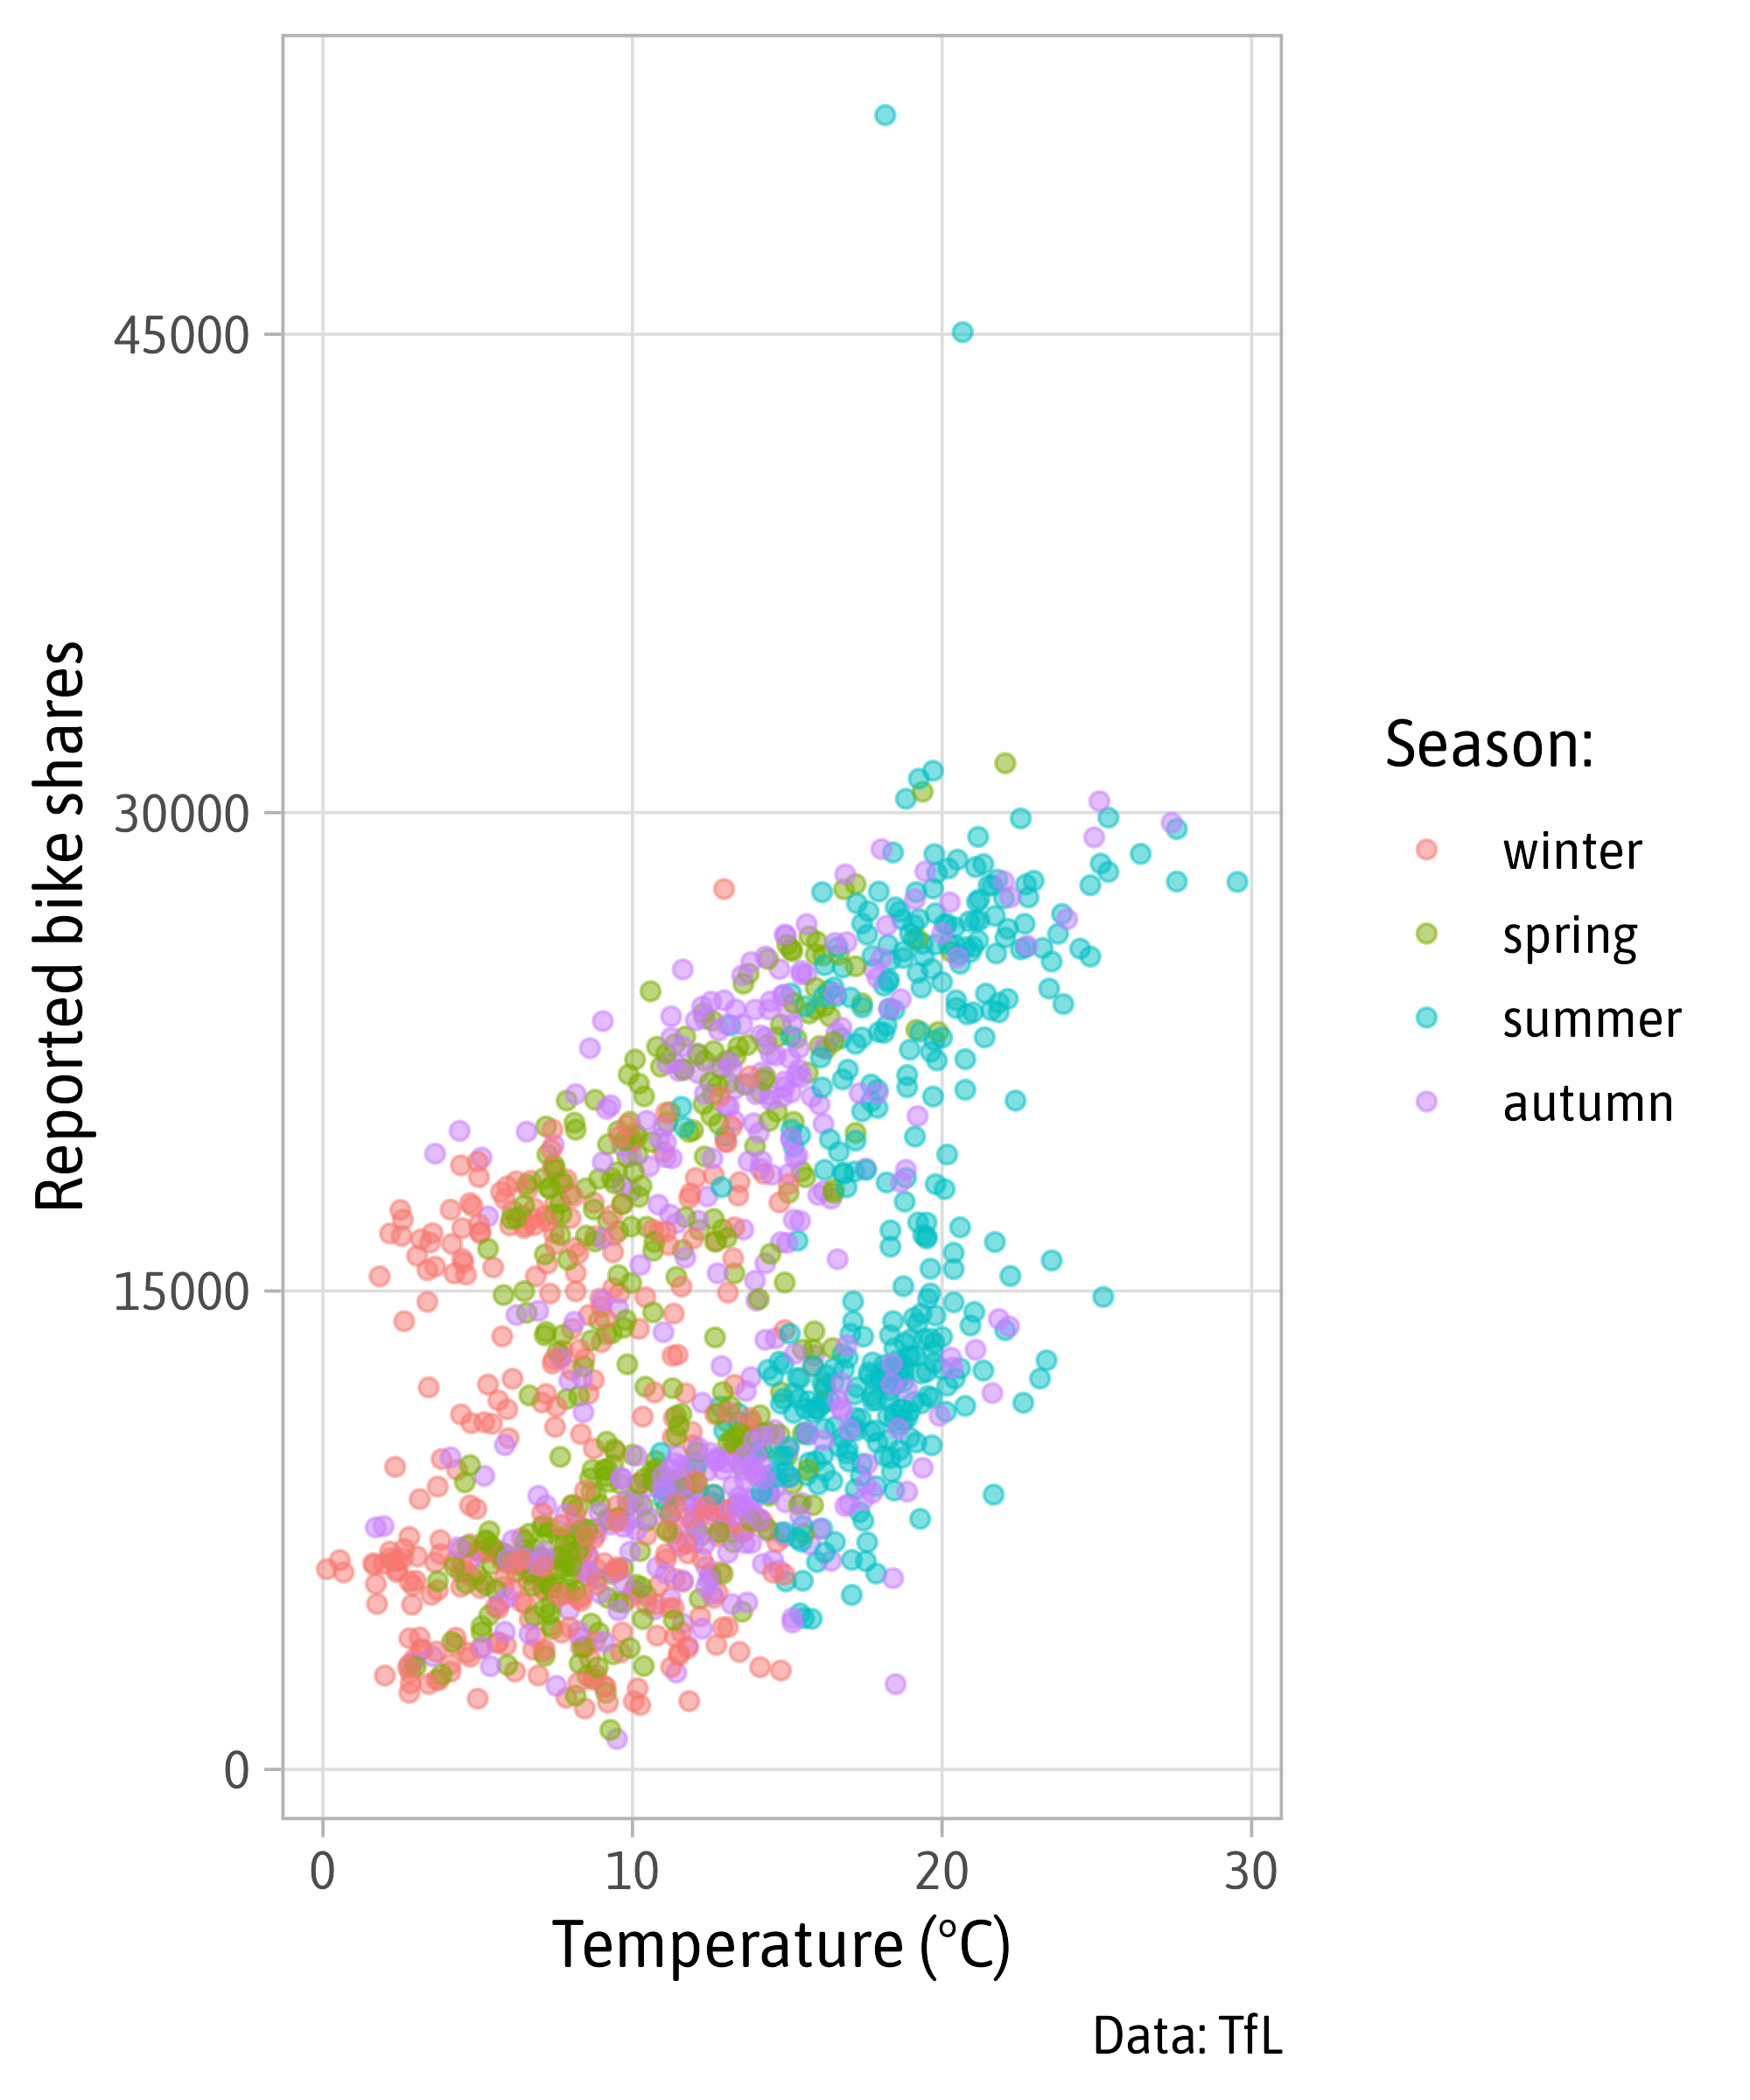 Reported bike shares
45000
30000
15000
0
0 10 20 30
Temperature (°C)
Season:
winter
spring
summer
autumn
Data: TfL